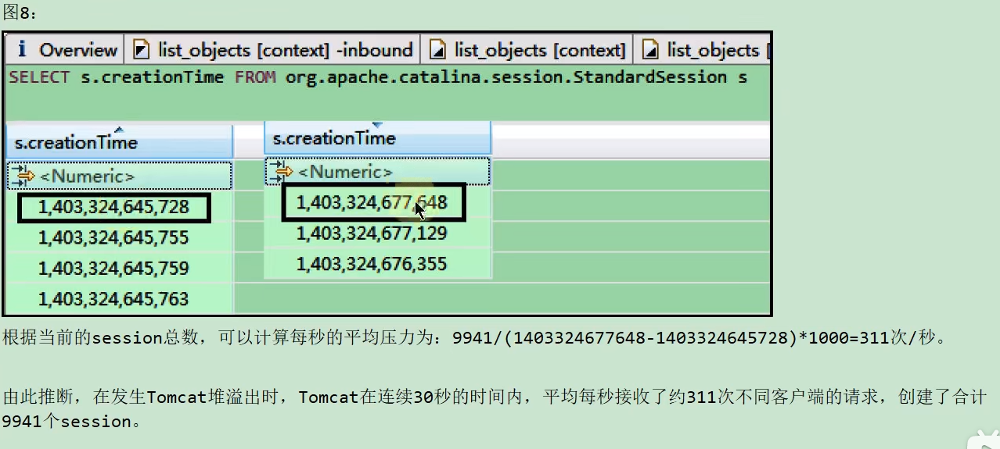 图8:
i Overview list_objects [context] -inbound list_objects [context] list_objects [
SELECT s.creationTime FROM org.apache.catalina.session.StandardSession s
s.creationTime s.creationTime
<Numeric> <Numeric>
1,403,324,645,728 1,403,324,677,648
1,403,324,645,755 1,403,324,677,129
1,403,324,645,759 1,403,324,676,355
1,403,324,645,763
根据当前的session总数，可以计算每秒的平均压力为：9941/(1403324677648-1403324645728)*1000=311次/秒。
由此推断，在发生Tomcat堆溢出时，Tomcat在连续30秒的时间内，平均每秒接收了约311次不同客户端的请求，创建了合计
9941个session。